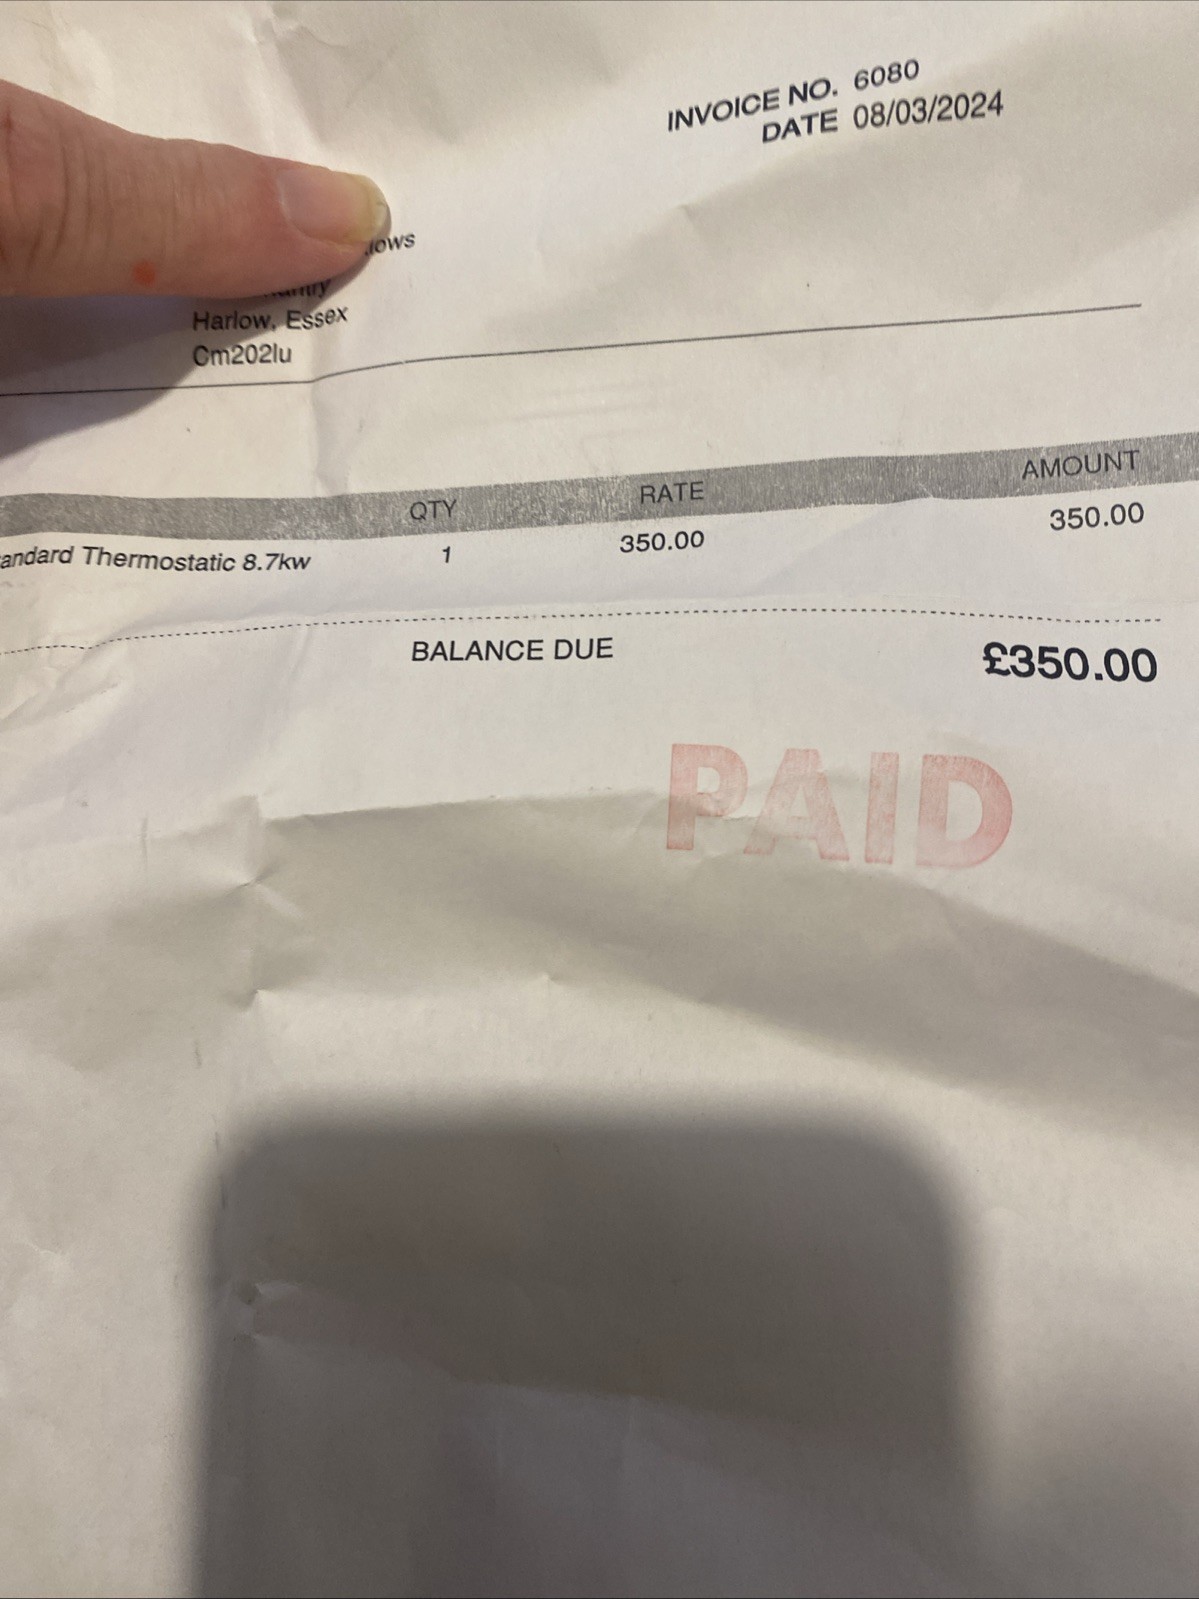 INVOICE NO. 6080
DATE 08/03/2024
Harlow, Essex
Cm202lu
QTY RATE AMOUNT
Thermostatic 8.7kw 1 350.00 350.00
BALANCE DUE £350.00
PAID